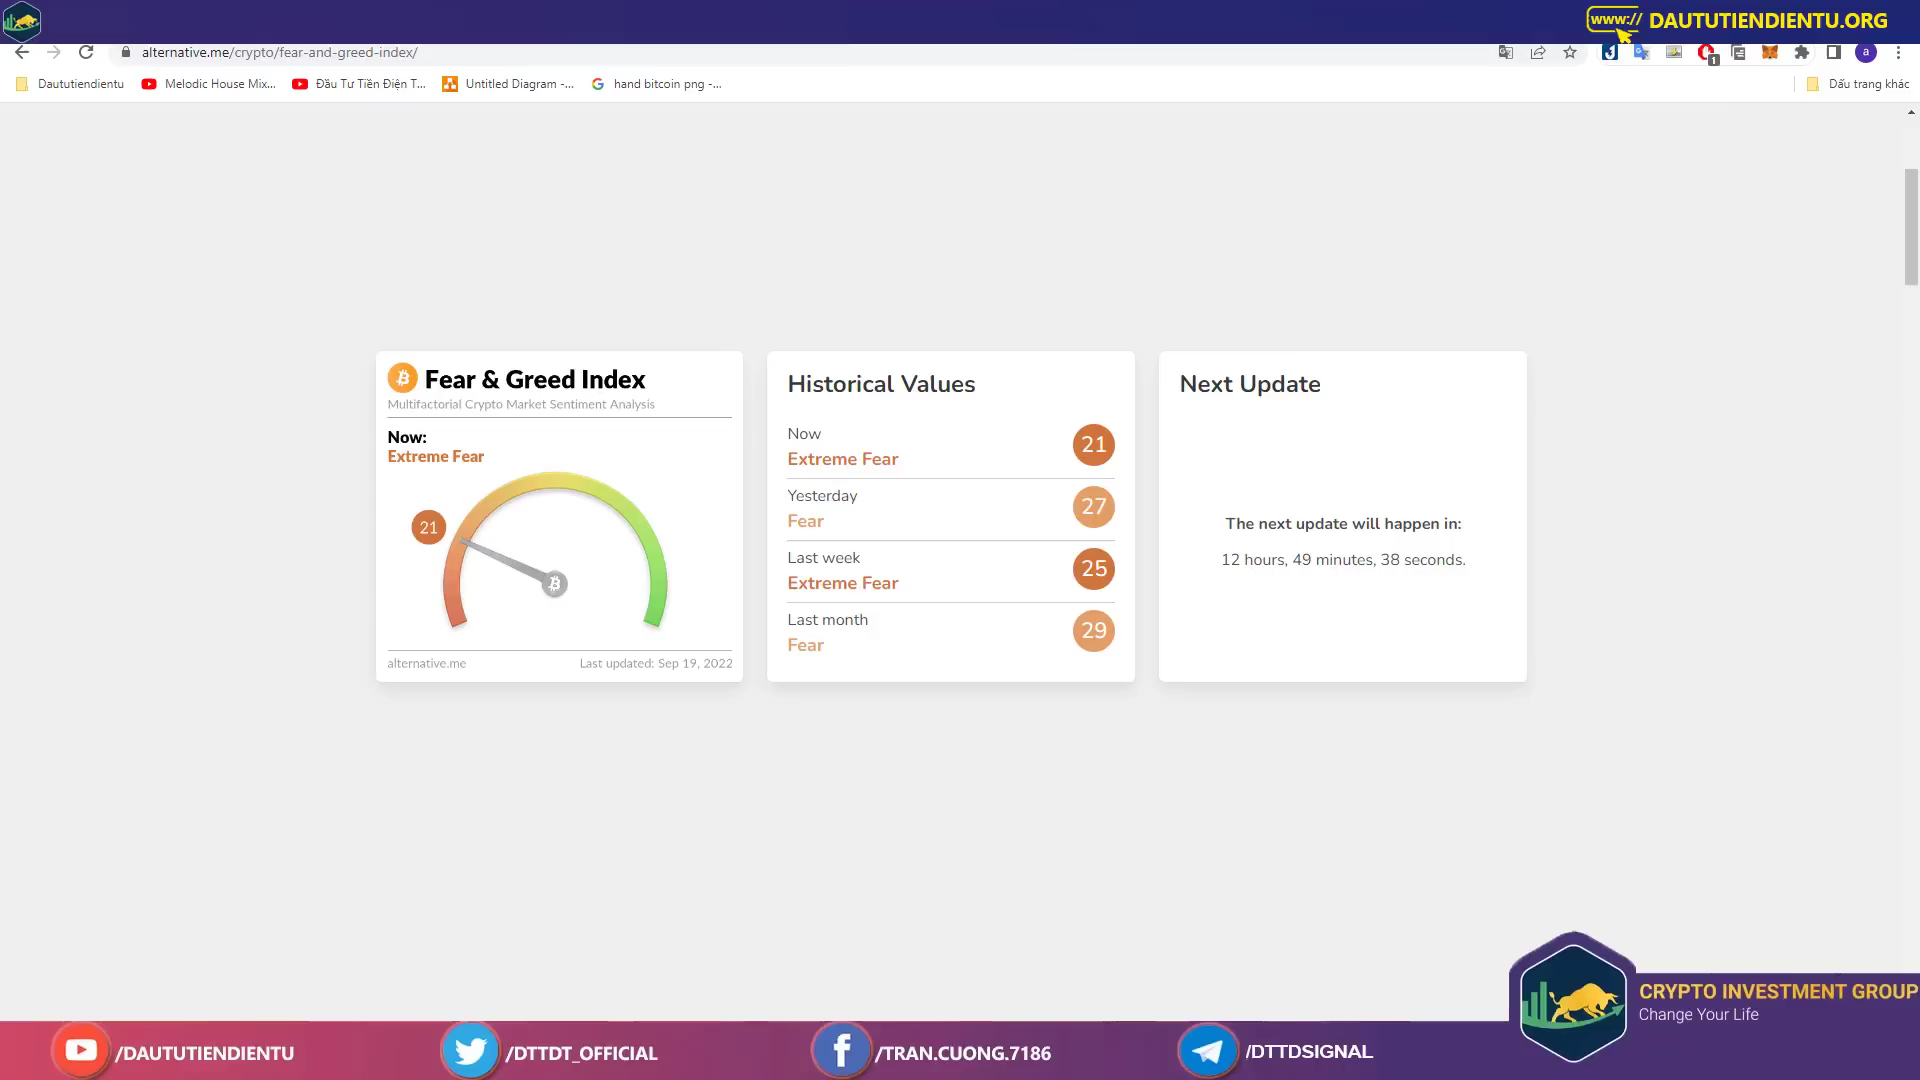 www:// DAUTUTIENDIENTU.ORG
alternative.me/crypto/fear-and-greed-index/
1
a
Daututiendientu
Melodic House Mix...
Đầu Tư Tiền Điện T...
Untitled Diagram -...
hand bitcoin png -...
Dấu trang khác
Fear & Greed Index
Multifactorial Crypto Market Sentiment Analysis
Now:
Extreme Fear
21
alternative.me
Last updated: Sep 19, 2022
Historical Values
Now
Extreme Fear
21
Yesterday
Fear
27
Last week
Extreme Fear
25
Last month
Fear
29
Next Update
The next update will happen in:
12 hours, 49 minutes, 38 seconds.
CRYPTO INVESTMENT GROUP
Change Your Life
/DAUTUTIENDIENTU
/DTTDT_OFFICIAL
/TRAN.CUONG.7186
/DTTDSIGNAL